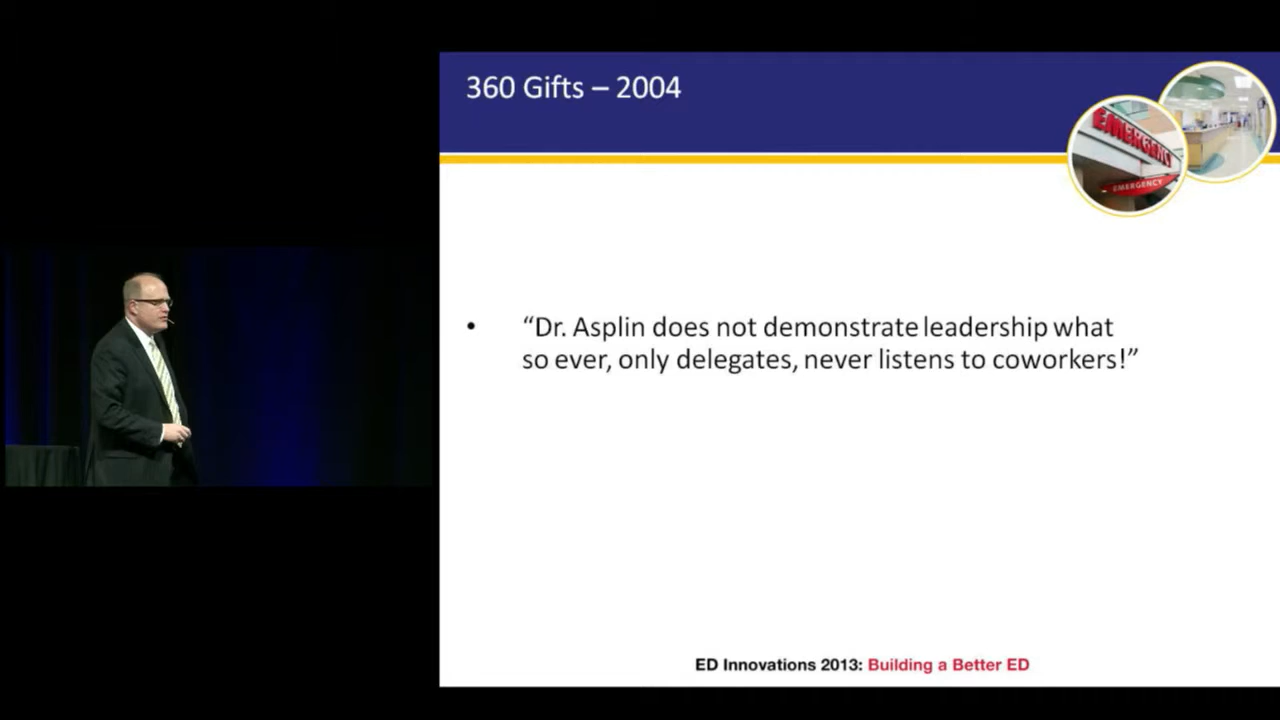 360 Gifts – 2004
EMERGENCY
EMERGENCY
• “Dr. Asplin does not demonstrate leadership what
so ever, only delegates, never listens to coworkers!”
ED Innovations 2013: Building a Better ED